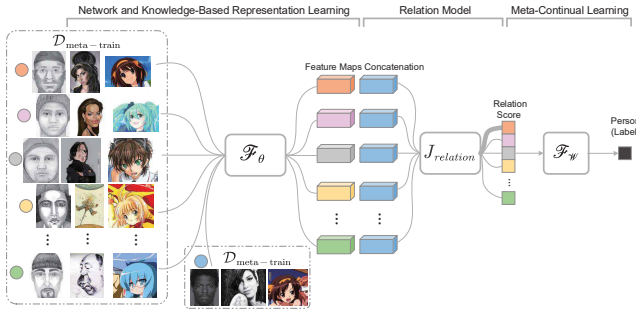 Network and Knowledge-Based Representation Learning
Relation Model
Meta-Continual Learning
𝒟meta−train
Feature Maps Concatenation
Relation
Score
Person
(Label)
ℱθ
Jrelation
ℱ𝒲
𝒟meta−train